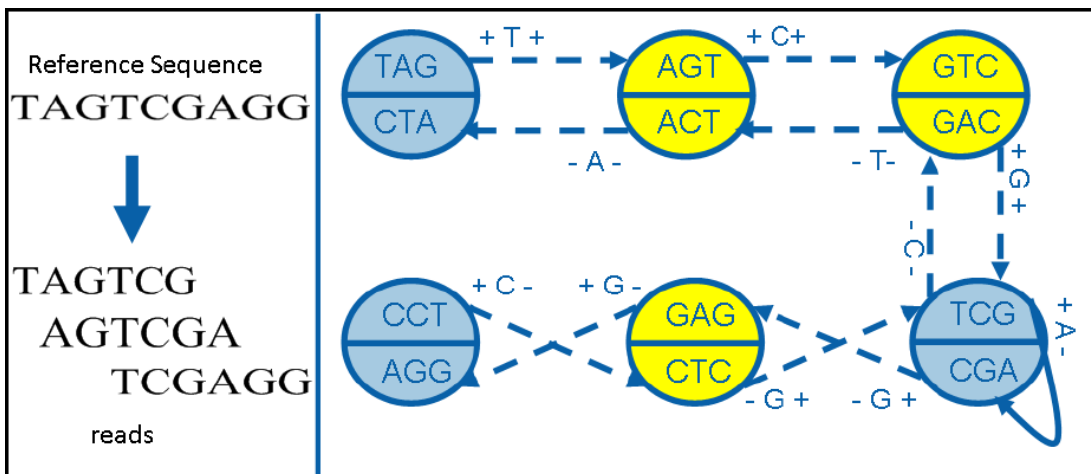 Reference Sequence
TAGTCGAGG
TAGTCG
AGTCGA
TCGAGG
reads
+ T +
+ C+
TAG
AGT
GTC
CTA
ACT
GAC
- A -
- T-
+ G +
- C -
+ C -
+ G -
CCT
GAG
TCG
+ A -
AGG
CTC
CGA
- G +
- G +